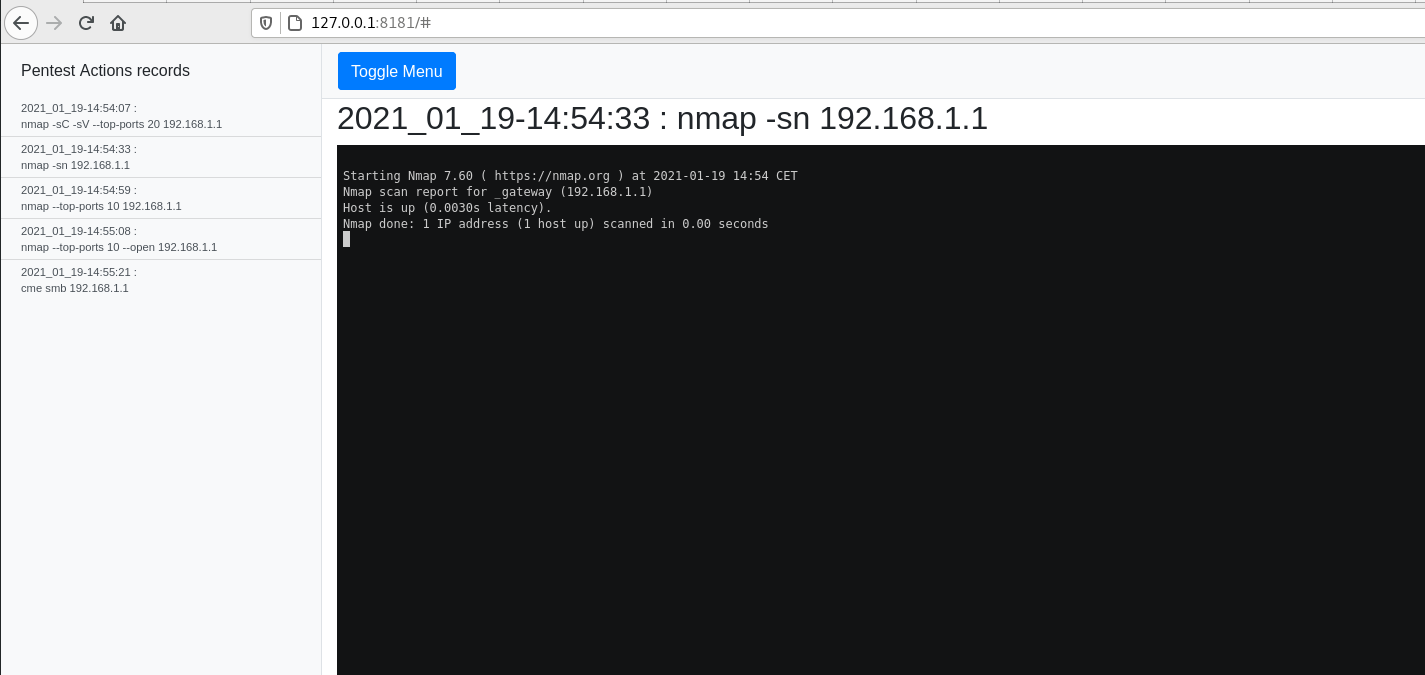 127.0.0.1:8181/#
Pentest Actions records
2021_01_19-14:54:07 :
nmap -sC -sV --top-ports 20 192.168.1.1
2021_01_19-14:54:33 :
nmap -sn 192.168.1.1
2021_01_19-14:54:59 :
nmap --top-ports 10 192.168.1.1
2021_01_19-14:55:08 :
nmap --top-ports 10 --open 192.168.1.1
2021_01_19-14:55:21 :
cme smb 192.168.1.1
Toggle Menu
2021_01_19-14:54:33 : nmap -sn 192.168.1.1
Starting Nmap 7.60 ( https://nmap.org ) at 2021-01-19 14:54 CET
Nmap scan report for _gateway (192.168.1.1)
Host is up (0.0030s latency).
Nmap done: 1 IP address (1 host up) scanned in 0.00 seconds